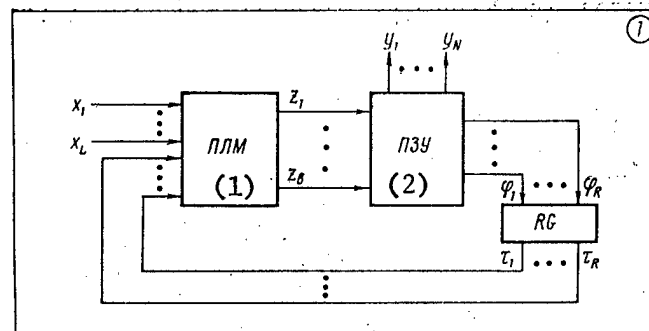 1
y₁ y_N
x₁
x_L
z₁
z_B
ПЛМ
(1)
ПЗУ
(2)
φ₁ φ_R
RG
τ₁ τ_R